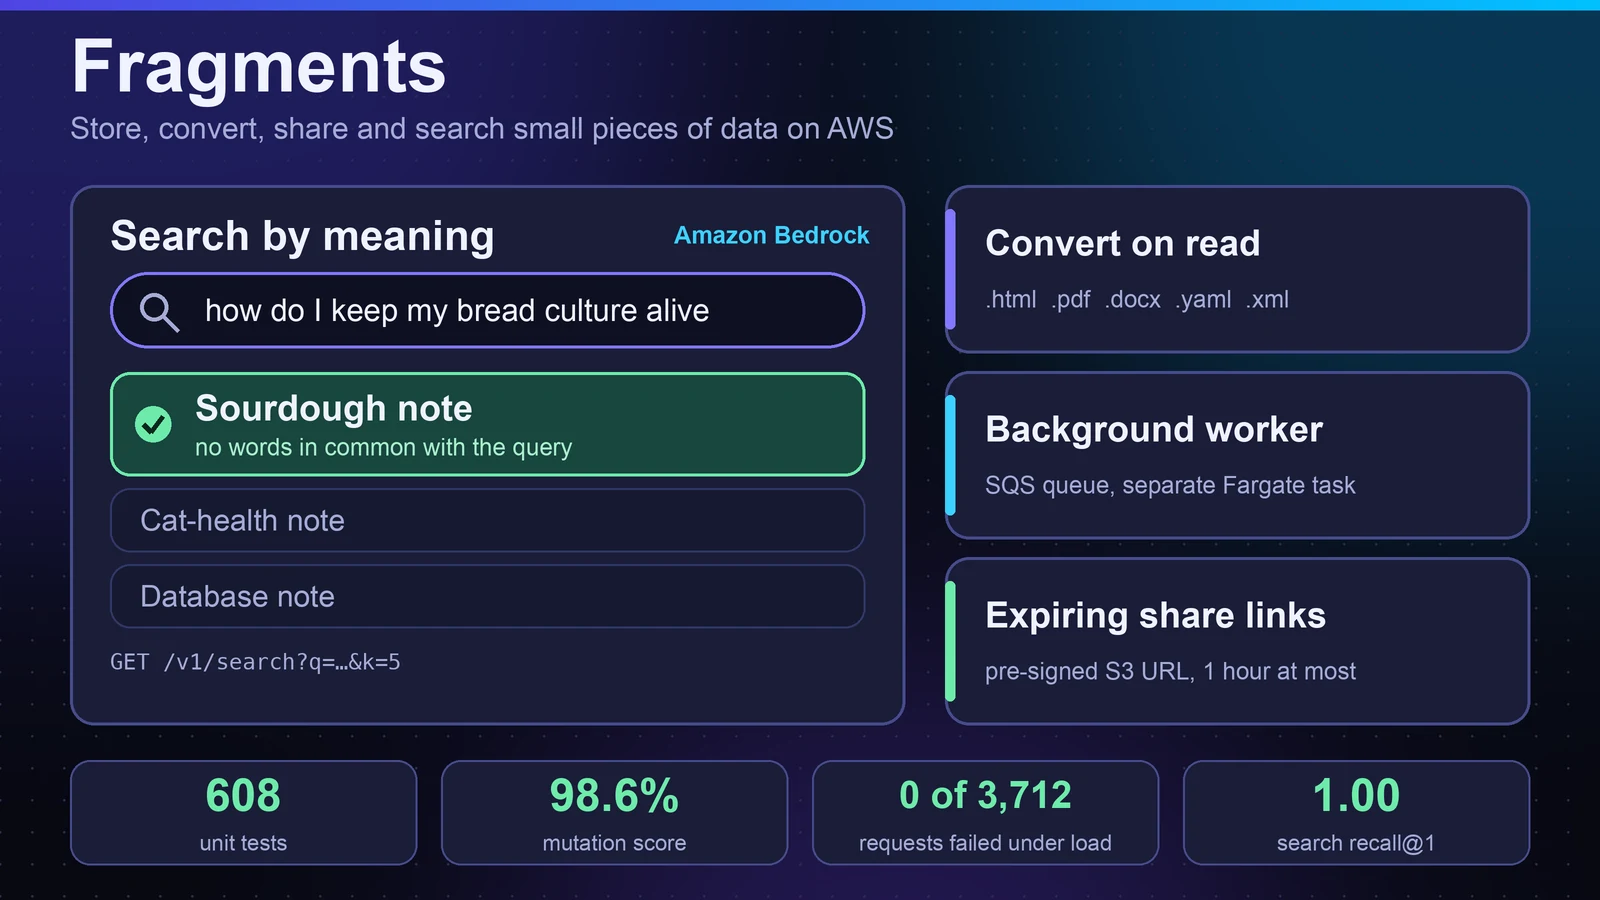 Fragments
Store, convert, share and search small pieces of data on AWS
Search by meaning
Amazon Bedrock
how do I keep my bread culture alive
Sourdough note
no words in common with the query
Cat-health note
Database note
GET /v1/search?q=…&k=5
Convert on read
.html .pdf .docx .yaml .xml
Background worker
SQS queue, separate Fargate task
Expiring share links
pre-signed S3 URL, 1 hour at most
608
unit tests
98.6%
mutation score
0 of 3,712
requests failed under load
1.00
search recall@1